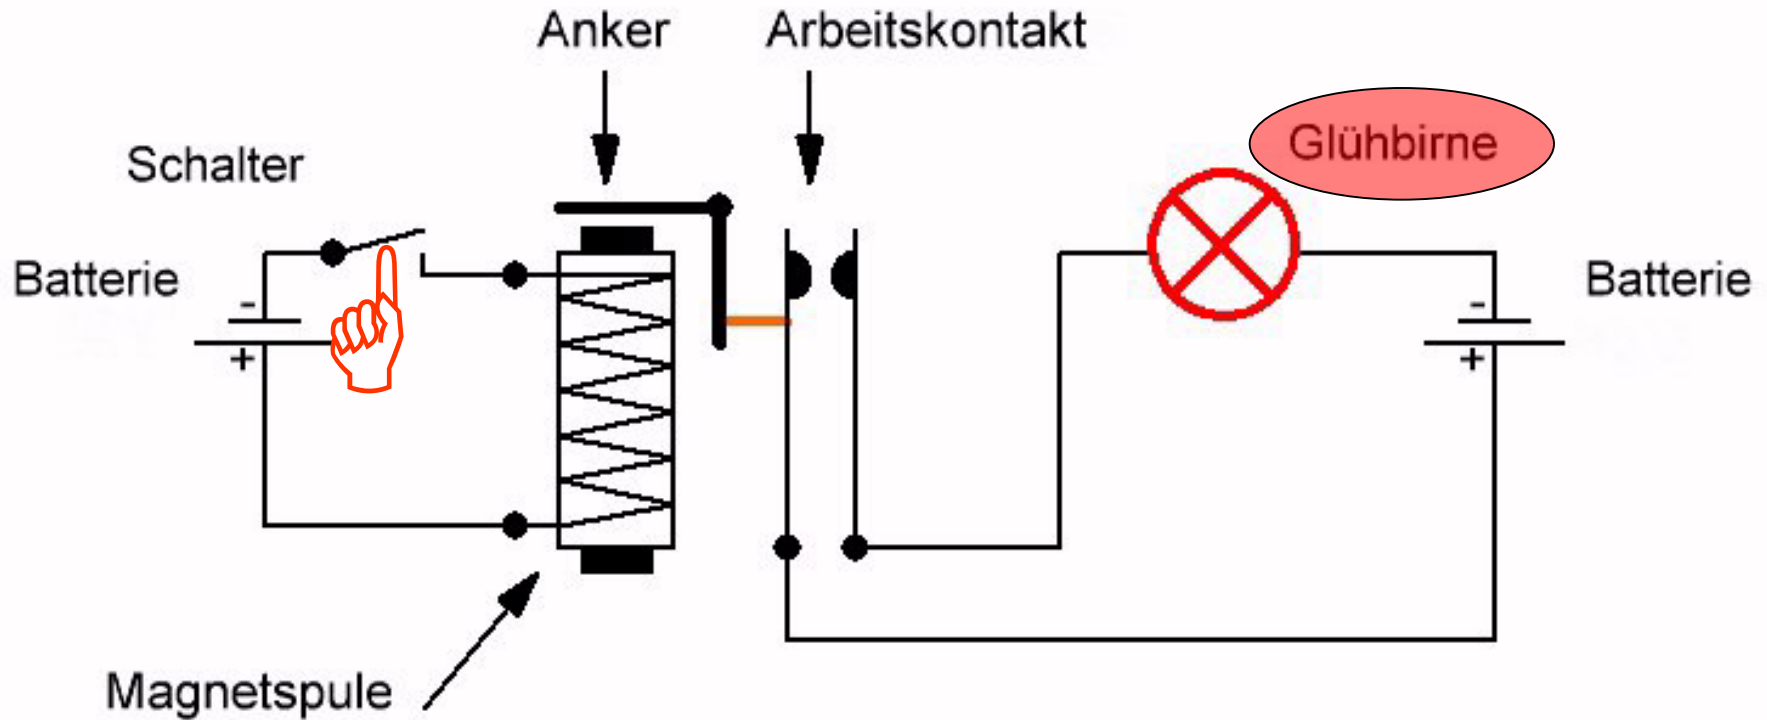 Anker
Arbeitskontakt
Schalter
Glühbirne
Batterie
-
+
Batterie
-
+
Magnetspule